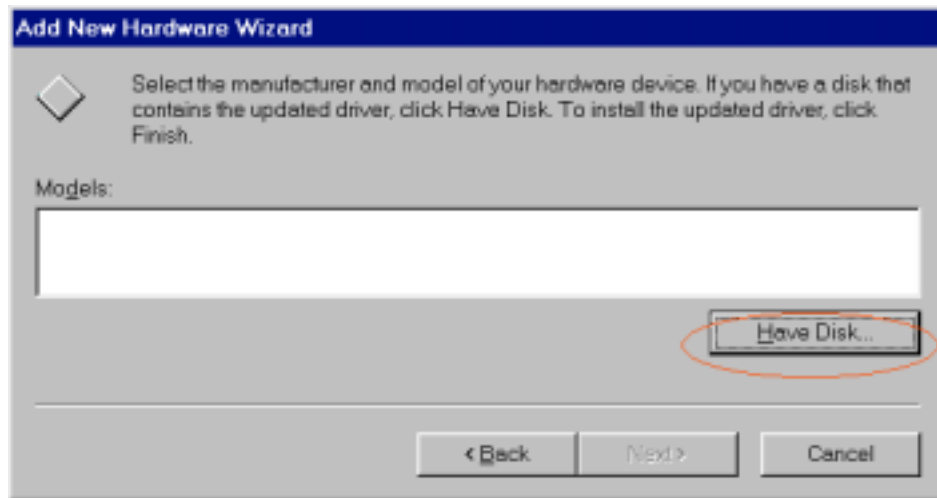 Add New Hardware Wizard
Select the manufacturer and model of your hardware device. If you have a disk that
contains the updated driver, click Have Disk. To install the updated driver, click
Finish.
Models:
Have Disk...
< Back
Next >
Cancel